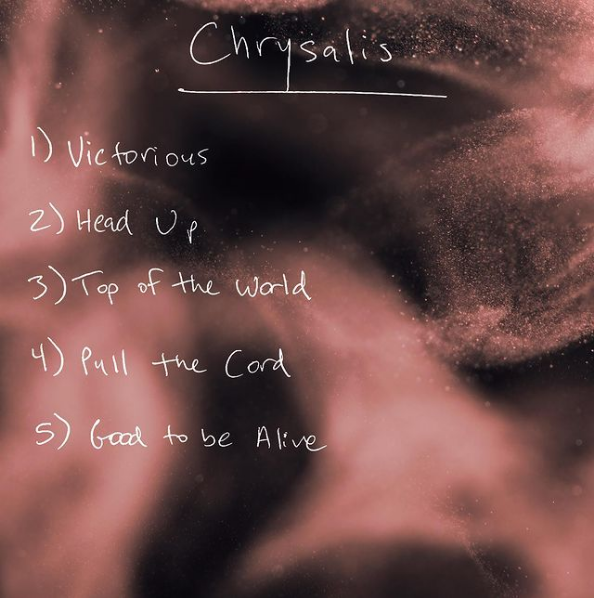 Chrysalis
1) Victorious
2) Head Up
3) Top of the World
4) Pull the Cord
5) Good to be Alive